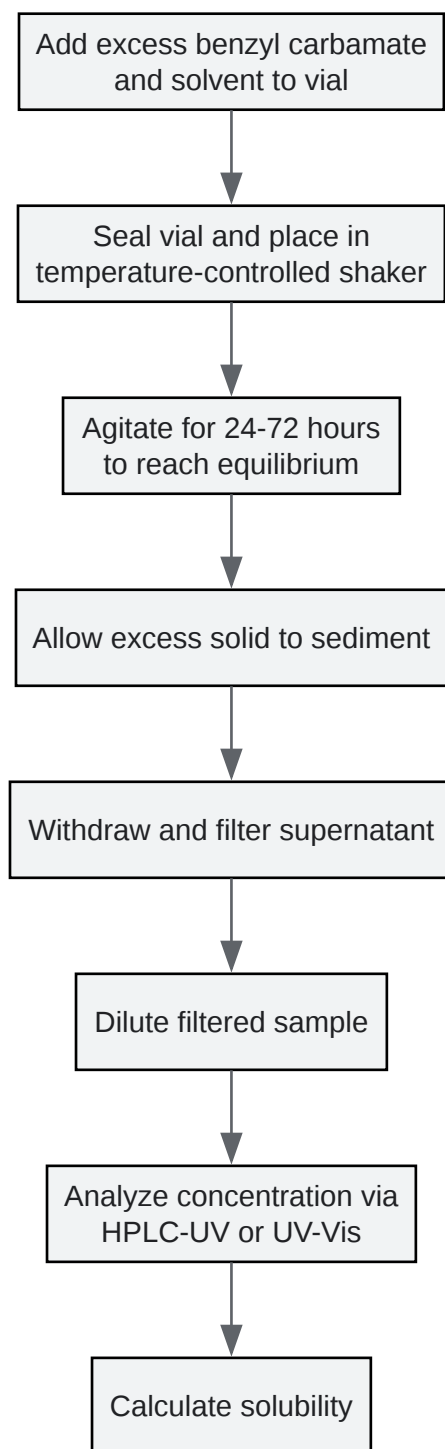 Add excess benzyl carbamate
and solvent to vial
Seal vial and place in
temperature-controlled shaker
Agitate for 24-72 hours
to reach equilibrium
Allow excess solid to sediment
Withdraw and filter supernatant
Dilute filtered sample
Analyze concentration via
HPLC-UV or UV-Vis
Calculate solubility